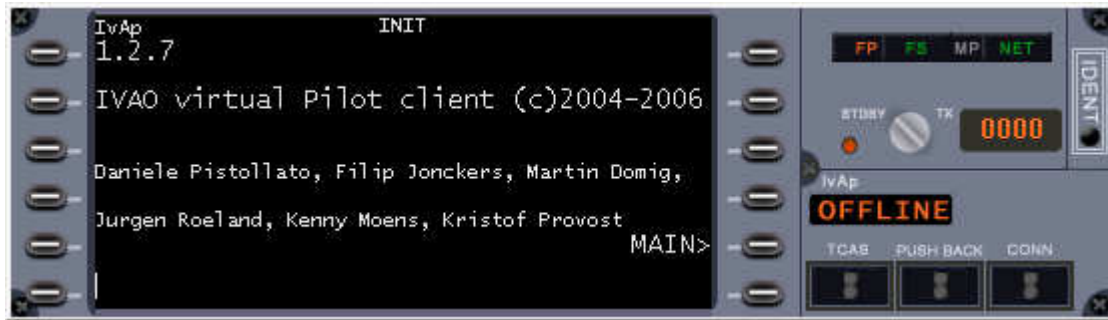 IvAp INIT
1.2.7
IVAO virtual Pilot client (c)2004-2006
Daniele Pistollato, Filip Jonckers, Martin Domig,
Jurgen Roeland, Kenny Moens, Kristof Provost
MAIN>
FP FS MP NET
STDBY TX 0000
IDENT
IvAp
OFFLINE
TCAS PUSH BACK CONN